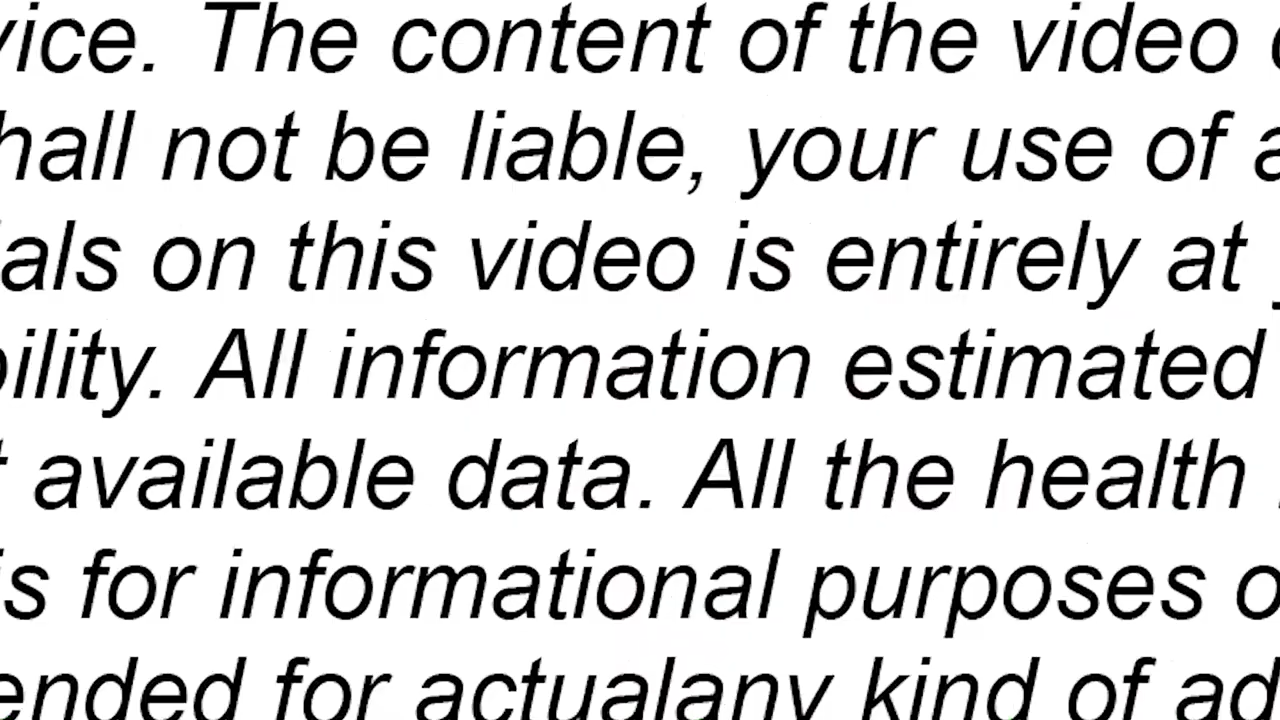 vice. The content of the video
hall not be liable, your use of a
ials on this video is entirely at
bility. All information estimated
t available data. All the health
is for informational purposes o
ended for actualany kind of ad